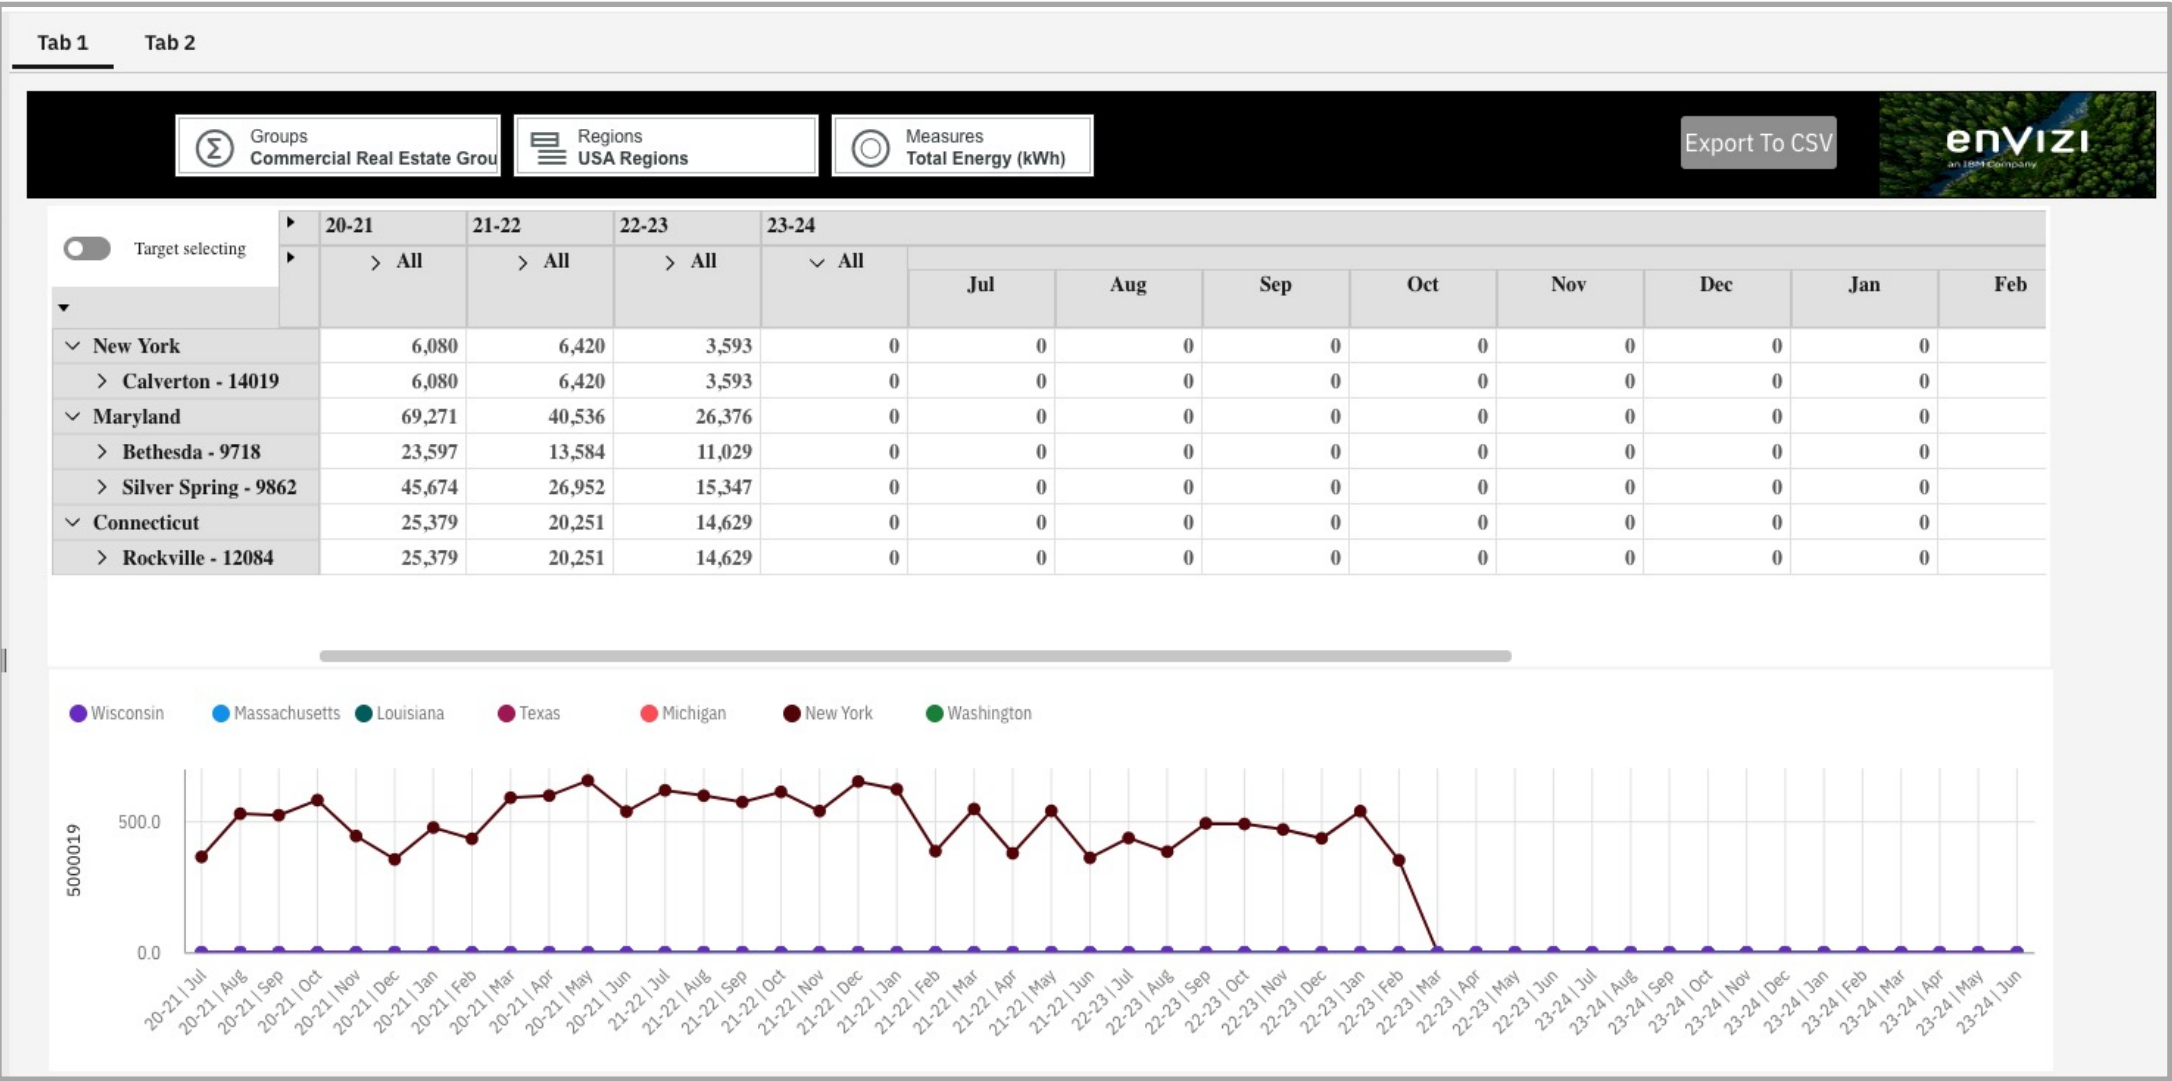 Tab 1 Tab 2
Groups
Commercial Real Estate Grou
Regions
USA Regions
Measures
Total Energy (kWh)
Export To CSV
enVIZI
an IBM Company
Target selecting
20-21 21-22 22-23 23-24
All All All All
Jul Aug Sep Oct Nov Dec Jan Feb
New York 6,080 6,420 3,593 0 0 0 0 0 0 0 0
Calverton - 14019 6,080 6,420 3,593 0 0 0 0 0 0 0 0
Maryland 69,271 40,536 26,376 0 0 0 0 0 0 0 0
Bethesda - 9718 23,597 13,584 11,029 0 0 0 0 0 0 0 0
Silver Spring - 9862 45,674 26,952 15,347 0 0 0 0 0 0 0 0
Connecticut 25,379 20,251 14,629 0 0 0 0 0 0 0 0
Rockville - 12084 25,379 20,251 14,629 0 0 0 0 0 0 0 0
Wisconsin Massachusetts Louisiana Texas Michigan New York Washington
5000019
500.0
0.0
20-21 | Jul 20-21 | Aug 20-21 | Sep 20-21 | Oct 20-21 | Nov 20-21 | Dec 20-21 | Jan 20-21 | Feb 20-21 | Mar 20-21 | Apr 20-21 | May 20-21 | Jun 21-22 | Jul 21-22 | Aug 21-22 | Sep 21-22 | Oct 21-22 | Nov 21-22 | Dec 21-22 | Jan 21-22 | Feb 21-22 | Mar 21-22 | Apr 21-22 | May 21-22 | Jun 22-23 | Jul 22-23 | Aug 22-23 | Sep 22-23 | Oct 22-23 | Nov 22-23 | Dec 22-23 | Jan 22-23 | Feb 22-23 | Mar 22-23 | Apr 22-23 | May 22-23 | Jun 23-24 | Jul 23-24 | Aug 23-24 | Sep 23-24 | Oct 23-24 | Nov 23-24 | Dec 23-24 | Jan 23-24 | Feb 23-24 | Mar 23-24 | Apr 23-24 | May 23-24 | Jun